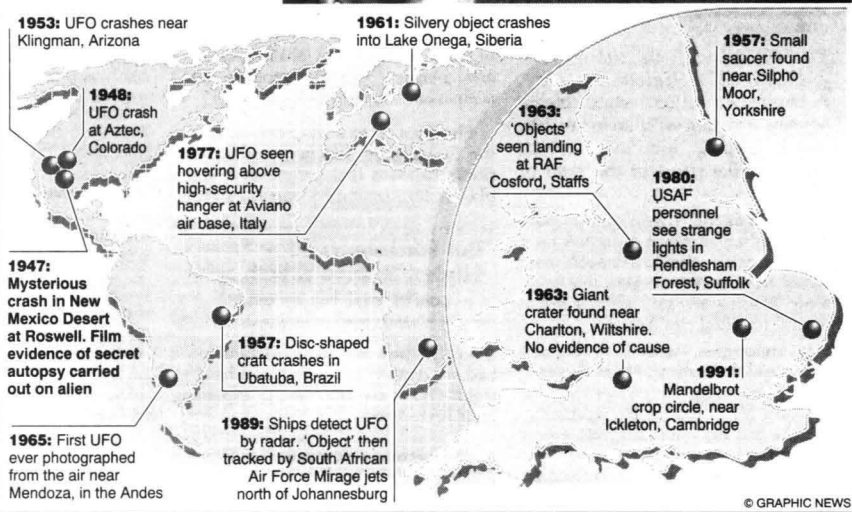 1953: UFO crashes near
Klingman, Arizona
1948:
UFO crash
at Aztec,
Colorado
1961: Silvery object crashes
into Lake Onega, Siberia
1957: Small
saucer found
near Silpho
Moor,
Yorkshire
1963:
'Objects'
seen landing
at RAF
Cosford, Staffs
1977: UFO seen
hovering above
high-security
hanger at Aviano
air base, Italy
1980:
USAF
personnel
see strange
lights in
Rendlesham
Forest, Suffolk
1947:
Mysterious
crash in New
Mexico Desert
at Roswell. Film
evidence of secret
autopsy carried
out on alien
1963: Giant
crater found near
Charlton, Wiltshire.
No evidence of cause
1957: Disc-shaped
craft crashes in
Ubatuba, Brazil
1991:
Mandelbrot
crop circle, near
Ickleton, Cambridge
1965: First UFO
ever photographed
from the air near
Mendoza, in the Andes
1989: Ships detect UFO
by radar. 'Object' then
tracked by South African
Air Force Mirage jets
north of Johannesburg
© GRAPHIC NEWS